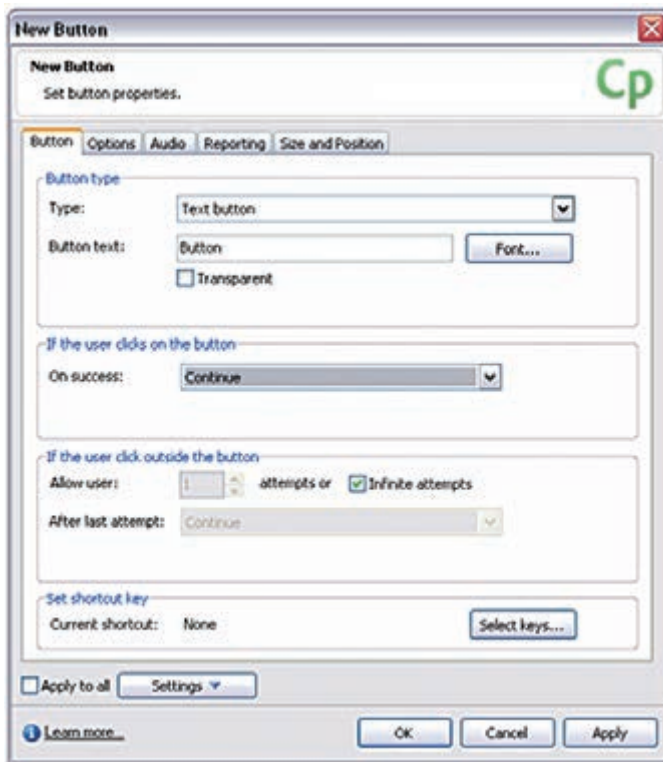 New Button
New Button
Set button properties.
Cp
Button Options Audio Reporting Size and Position
Button type
Type: Text button
Button text: Button Font...
Transparent
If the user clicks on the button
On success: Continue
If the user click outside the button
Allow user: 1 attempts or Infinite attempts
After last attempt: Continue
Set shortcut key
Current shortcut: None Select keys...
Apply to all Settings
Learn more... OK Cancel Apply